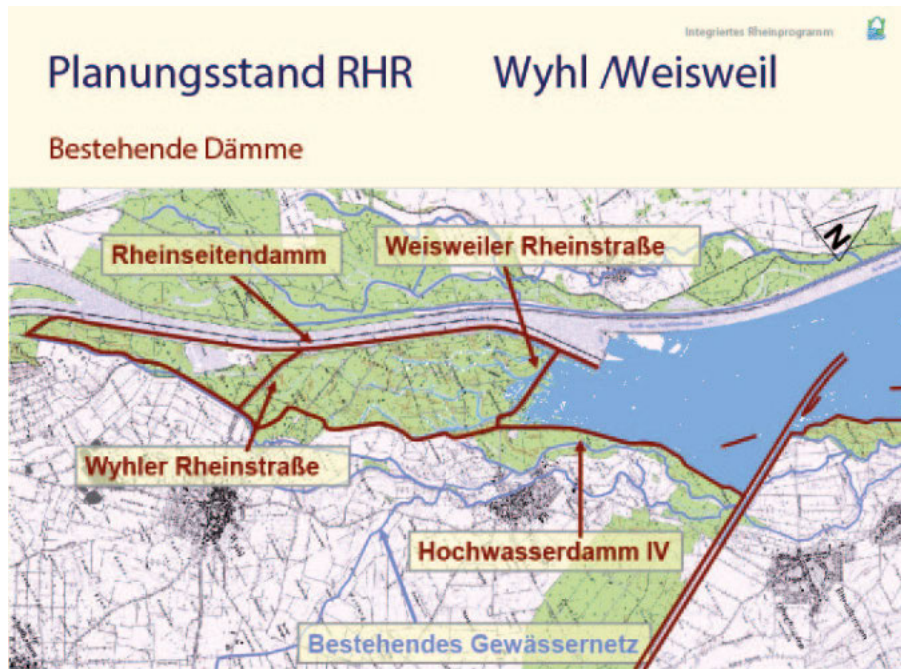 Integriertes Rheinprogramm
Planungsstand RHR Wyhl /Weisweil
Bestehende Dämme
N
Rheinseitendamm
Weisweiler Rheinstraße
Wyhler Rheinstraße
Hochwasserdamm IV
Bestehendes Gewässernetz